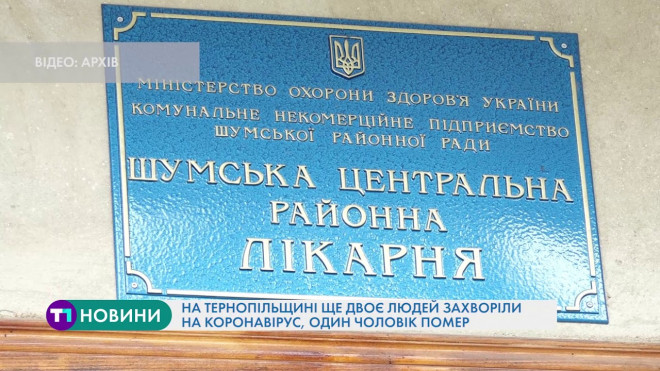 ВІДЕО: АРХІВ
МІНІСТЕРСТВО ОХОРОНИ ЗДОРОВ'Я УКРАЇНИ
КОМУНАЛЬНЕ НЕКОМЕРЦІЙНЕ ПІДПРИЄМСТВО
ШУМСЬКОЇ РАЙОННОЇ РАДИ
ШУМСЬКА ЦЕНТРАЛЬНА
РАЙОННА
ЛІКАРНЯ
Т1 НОВИНИ
НА ТЕРНОПІЛЬЩИНІ ЩЕ ДВОЄ ЛЮДЕЙ ЗАХВОРІЛИ
НА КОРОНАВІРУС, ОДИН ЧОЛОВІК ПОМЕР